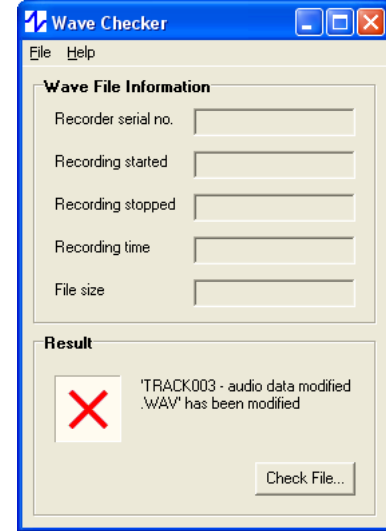 Wave Checker
File Help
Wave File Information
Recorder serial no.
Recording started
Recording stopped
Recording time
File size
Result
'TRACK003 - audio data modified
.WAV' has been modified
Check File...